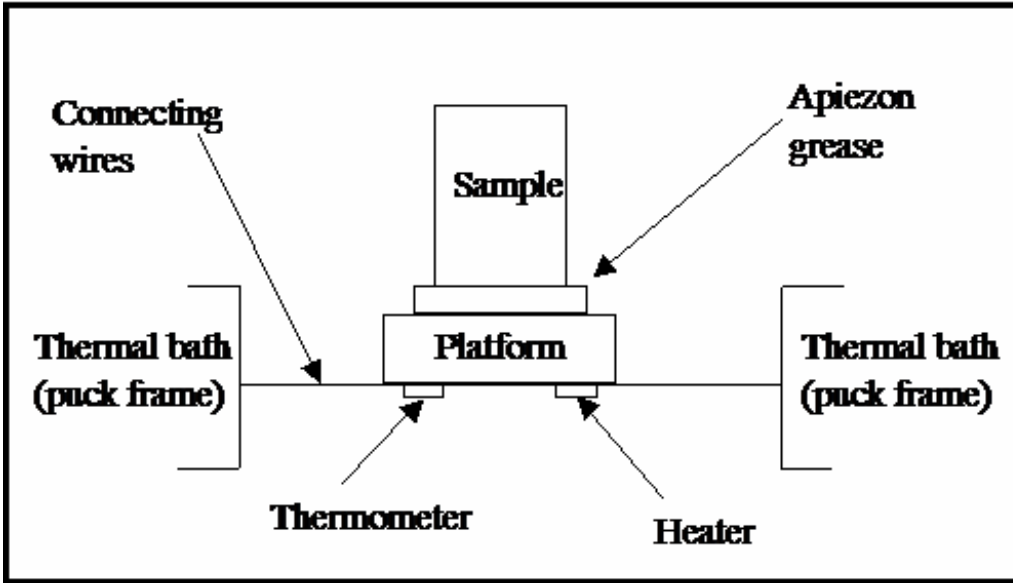 Connecting
wires
Apiezon
grease
Sample
Thermal bath
(puck frame)
Platform
Thermal bath
(puck frame)
Thermometer
Heater